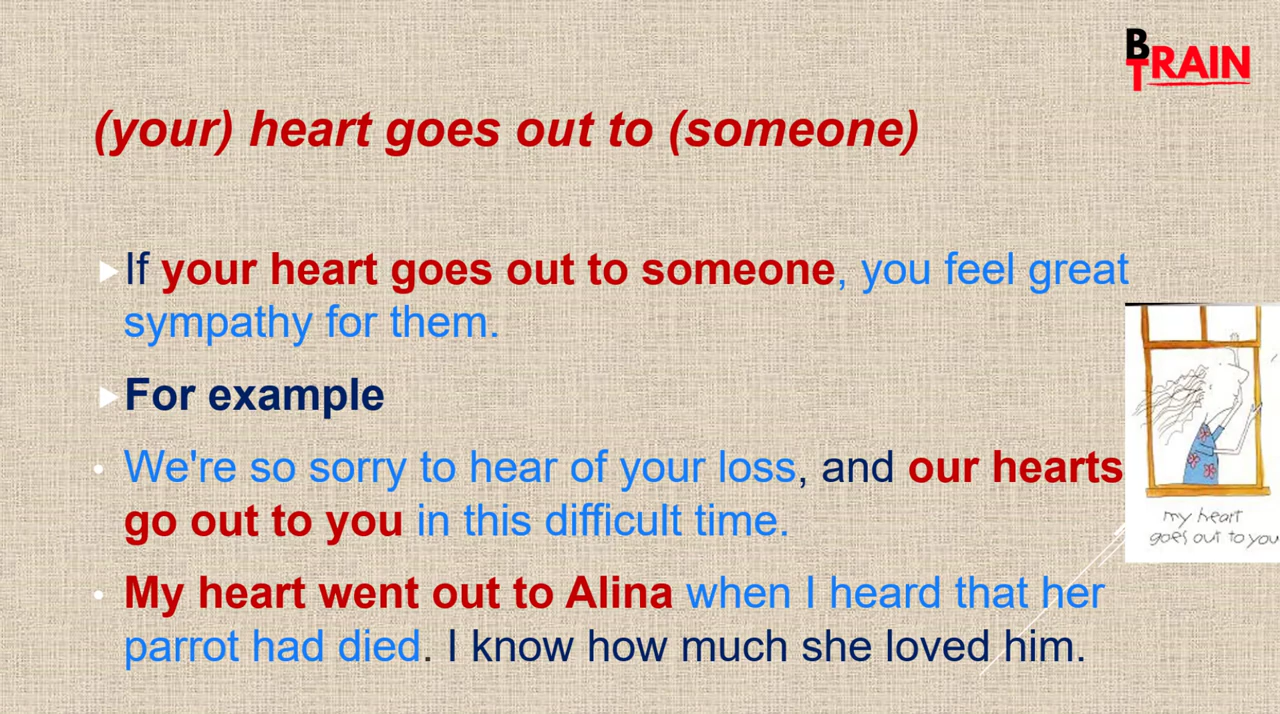 BTRAIN
(your) heart goes out to (someone)
If your heart goes out to someone, you feel great
sympathy for them.
For example
We're so sorry to hear of your loss, and our hearts
go out to you in this difficult time.
My heart went out to Alina when I heard that her
parrot had died. I know how much she loved him.
my heart
goes out to you